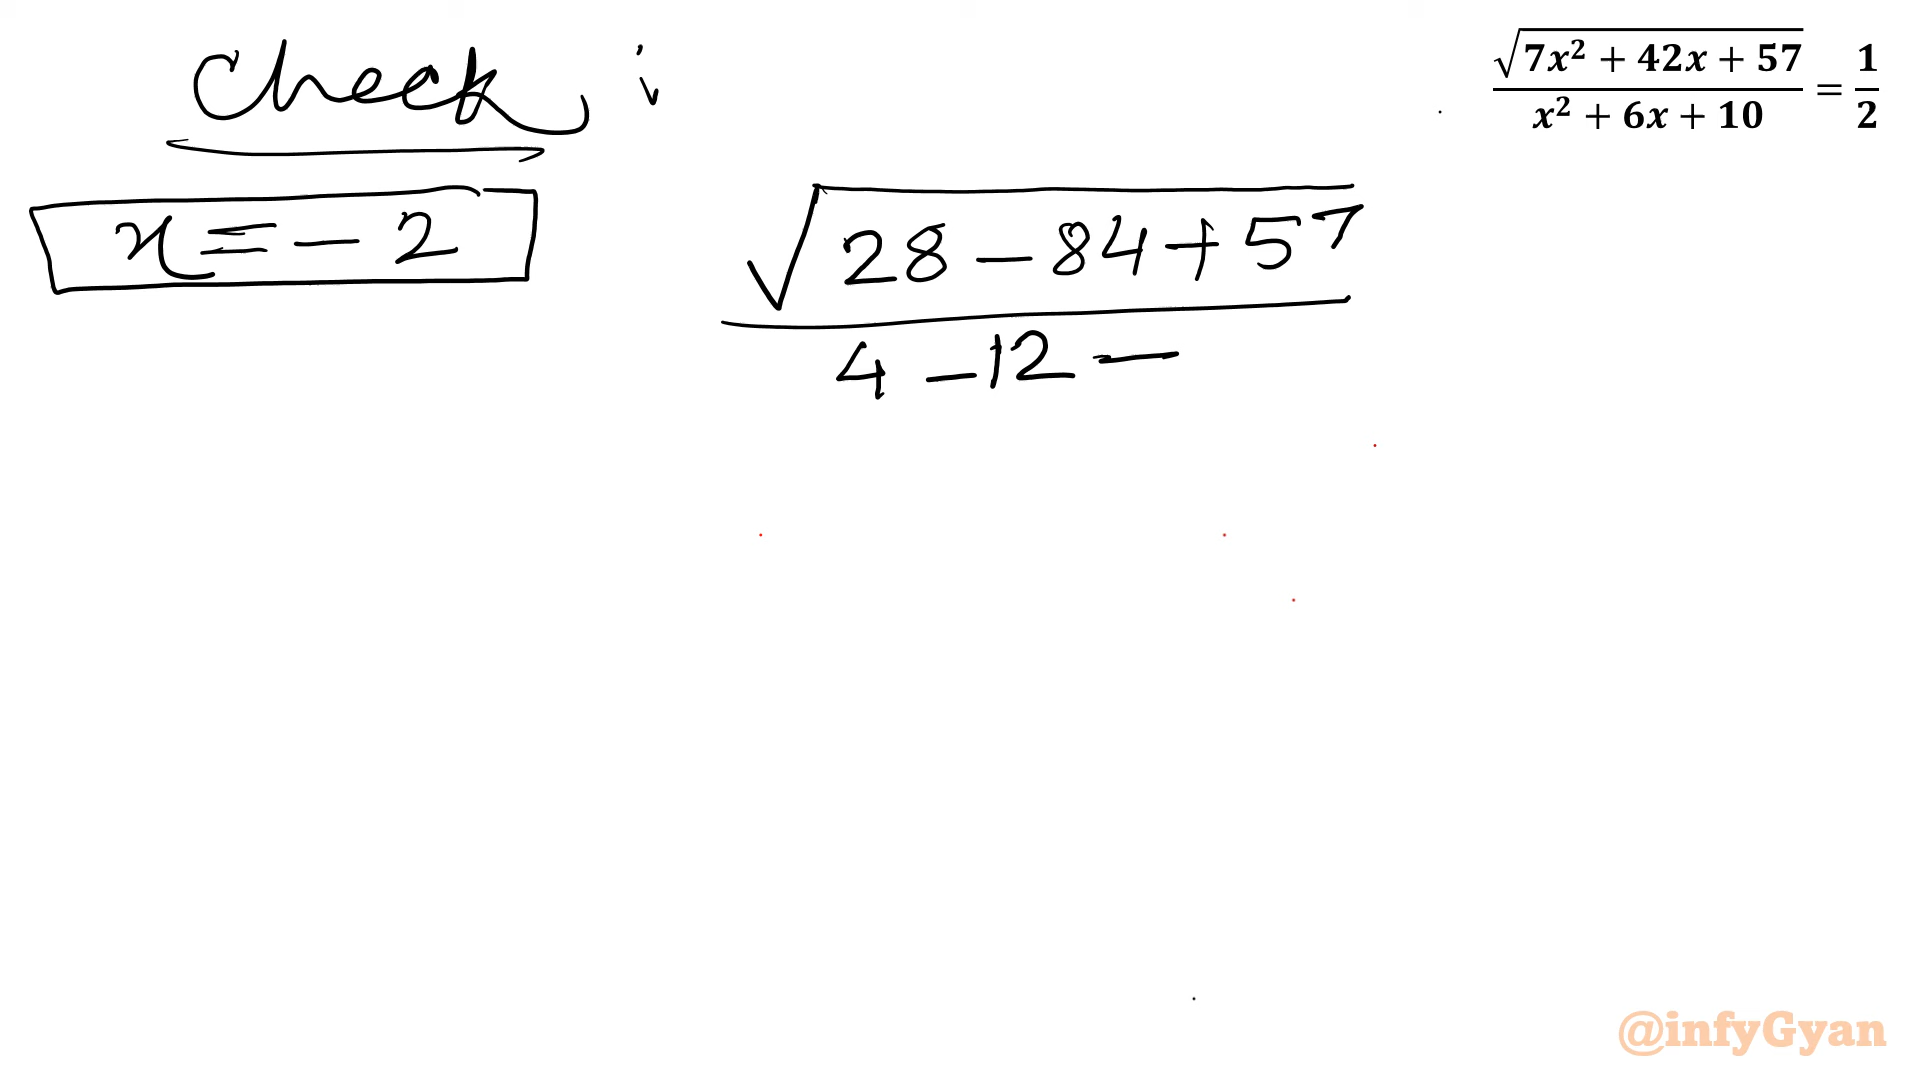 Check :
√7x² + 42x + 57 / x² + 6x + 10 = 1/2
x = -2
√28 - 84 + 57
4 - 12 -
@infyGyan